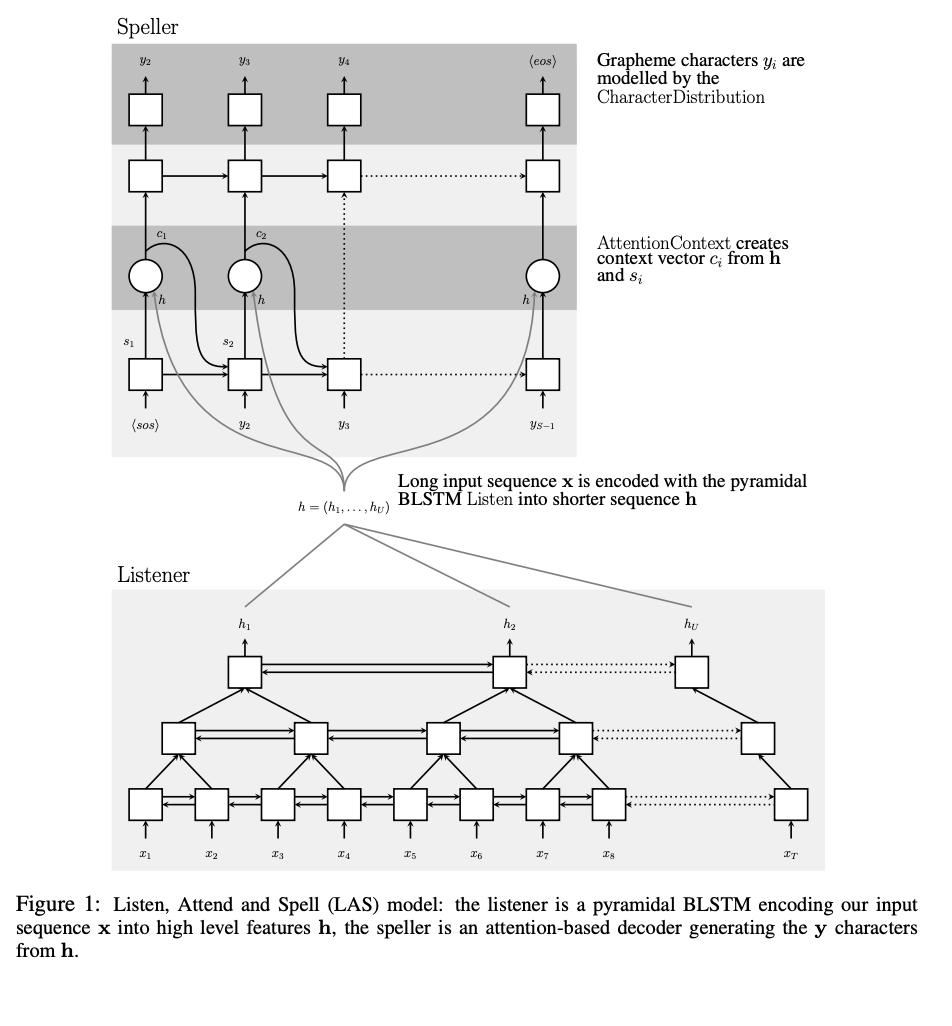 Speller
y₂ y₃ y₄ ⟨eos⟩
Grapheme characters yᵢ are
modelled by the
CharacterDistribution
c₁ c₂
AttentionContext creates
context vector cᵢ from h
and sᵢ
h h h
s₁ s₂
⟨sos⟩ y₂ y₃ y_{S−1}
Long input sequence x is encoded with the pyramidal
BLSTM Listen into shorter sequence h
h = (h₁, . . . , h_U)
Listener
h₁ h₂ h_U
x₁ x₂ x₃ x₄ x₅ x₆ x₇ x₈ x_T
Figure 1: Listen, Attend and Spell (LAS) model: the listener is a pyramidal BLSTM encoding our input
sequence x into high level features h, the speller is an attention-based decoder generating the y characters
from h.